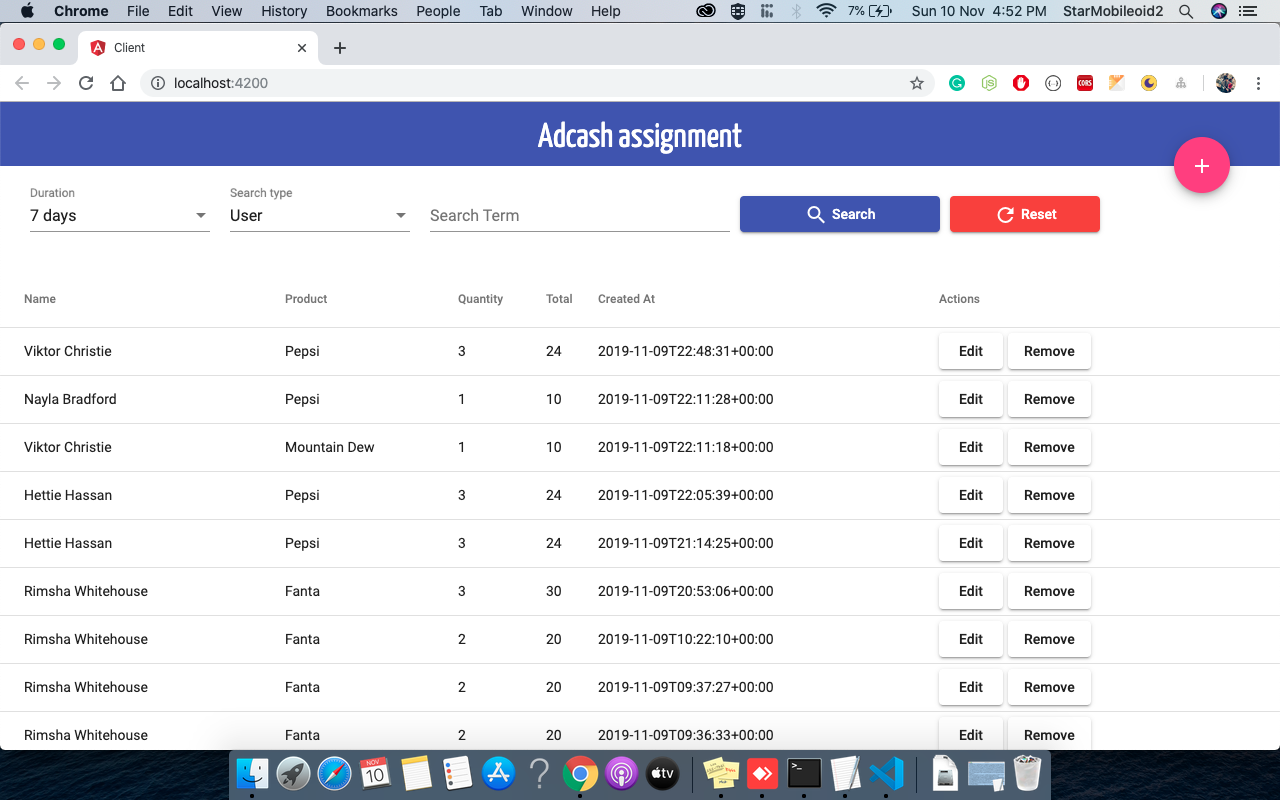 Chrome File Edit View History Bookmarks People Tab Window Help 7% Sun 10 Nov 4:52 PM StarMobileoid2
Client
localhost:4200
CORS
Adcash assignment
Duration Search type
7 days User Search Term Search Reset
Name Product Quantity Total Created At Actions
Viktor Christie Pepsi 3 24 2019-11-09T22:48:31+00:00 Edit Remove
Nayla Bradford Pepsi 1 10 2019-11-09T22:11:28+00:00 Edit Remove
Viktor Christie Mountain Dew 1 10 2019-11-09T22:11:18+00:00 Edit Remove
Hettie Hassan Pepsi 3 24 2019-11-09T22:05:39+00:00 Edit Remove
Hettie Hassan Pepsi 3 24 2019-11-09T21:14:25+00:00 Edit Remove
Rimsha Whitehouse Fanta 3 30 2019-11-09T20:53:06+00:00 Edit Remove
Rimsha Whitehouse Fanta 2 20 2019-11-09T10:22:10+00:00 Edit Remove
Rimsha Whitehouse Fanta 2 20 2019-11-09T09:37:27+00:00 Edit Remove
Rimsha Whitehouse Fanta 2 20 2019-11-09T09:36:33+00:00 Edit Remove
NOV
10
tv